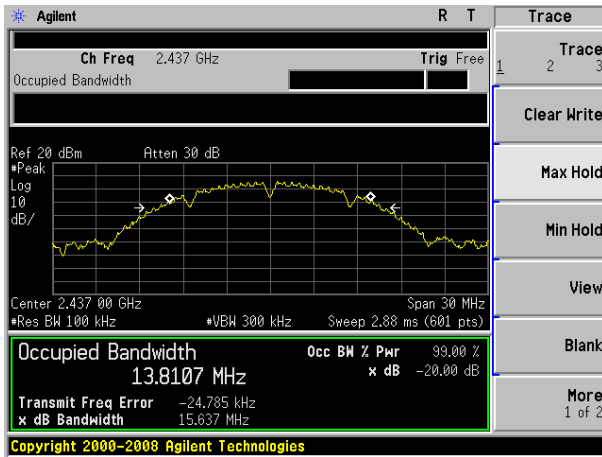 Agilent R T Trace
Ch Freq 2.437 GHz Trig Free
Occupied Bandwidth
Trace
1 2 3
Clear Write
Max Hold
Min Hold
View
Blank
More
1 of 2
Ref 20 dBm Atten 30 dB
#Peak
Log
10
dB/
Center 2.437 00 GHz Span 30 MHz
#Res BW 100 kHz #VBW 300 kHz Sweep 2.88 ms (601 pts)
Occupied Bandwidth Occ BW % Pwr 99.00 %
13.8107 MHz x dB -20.00 dB
Transmit Freq Error -24.785 kHz
x dB Bandwidth 15.637 MHz
Copyright 2000-2008 Agilent Technologies